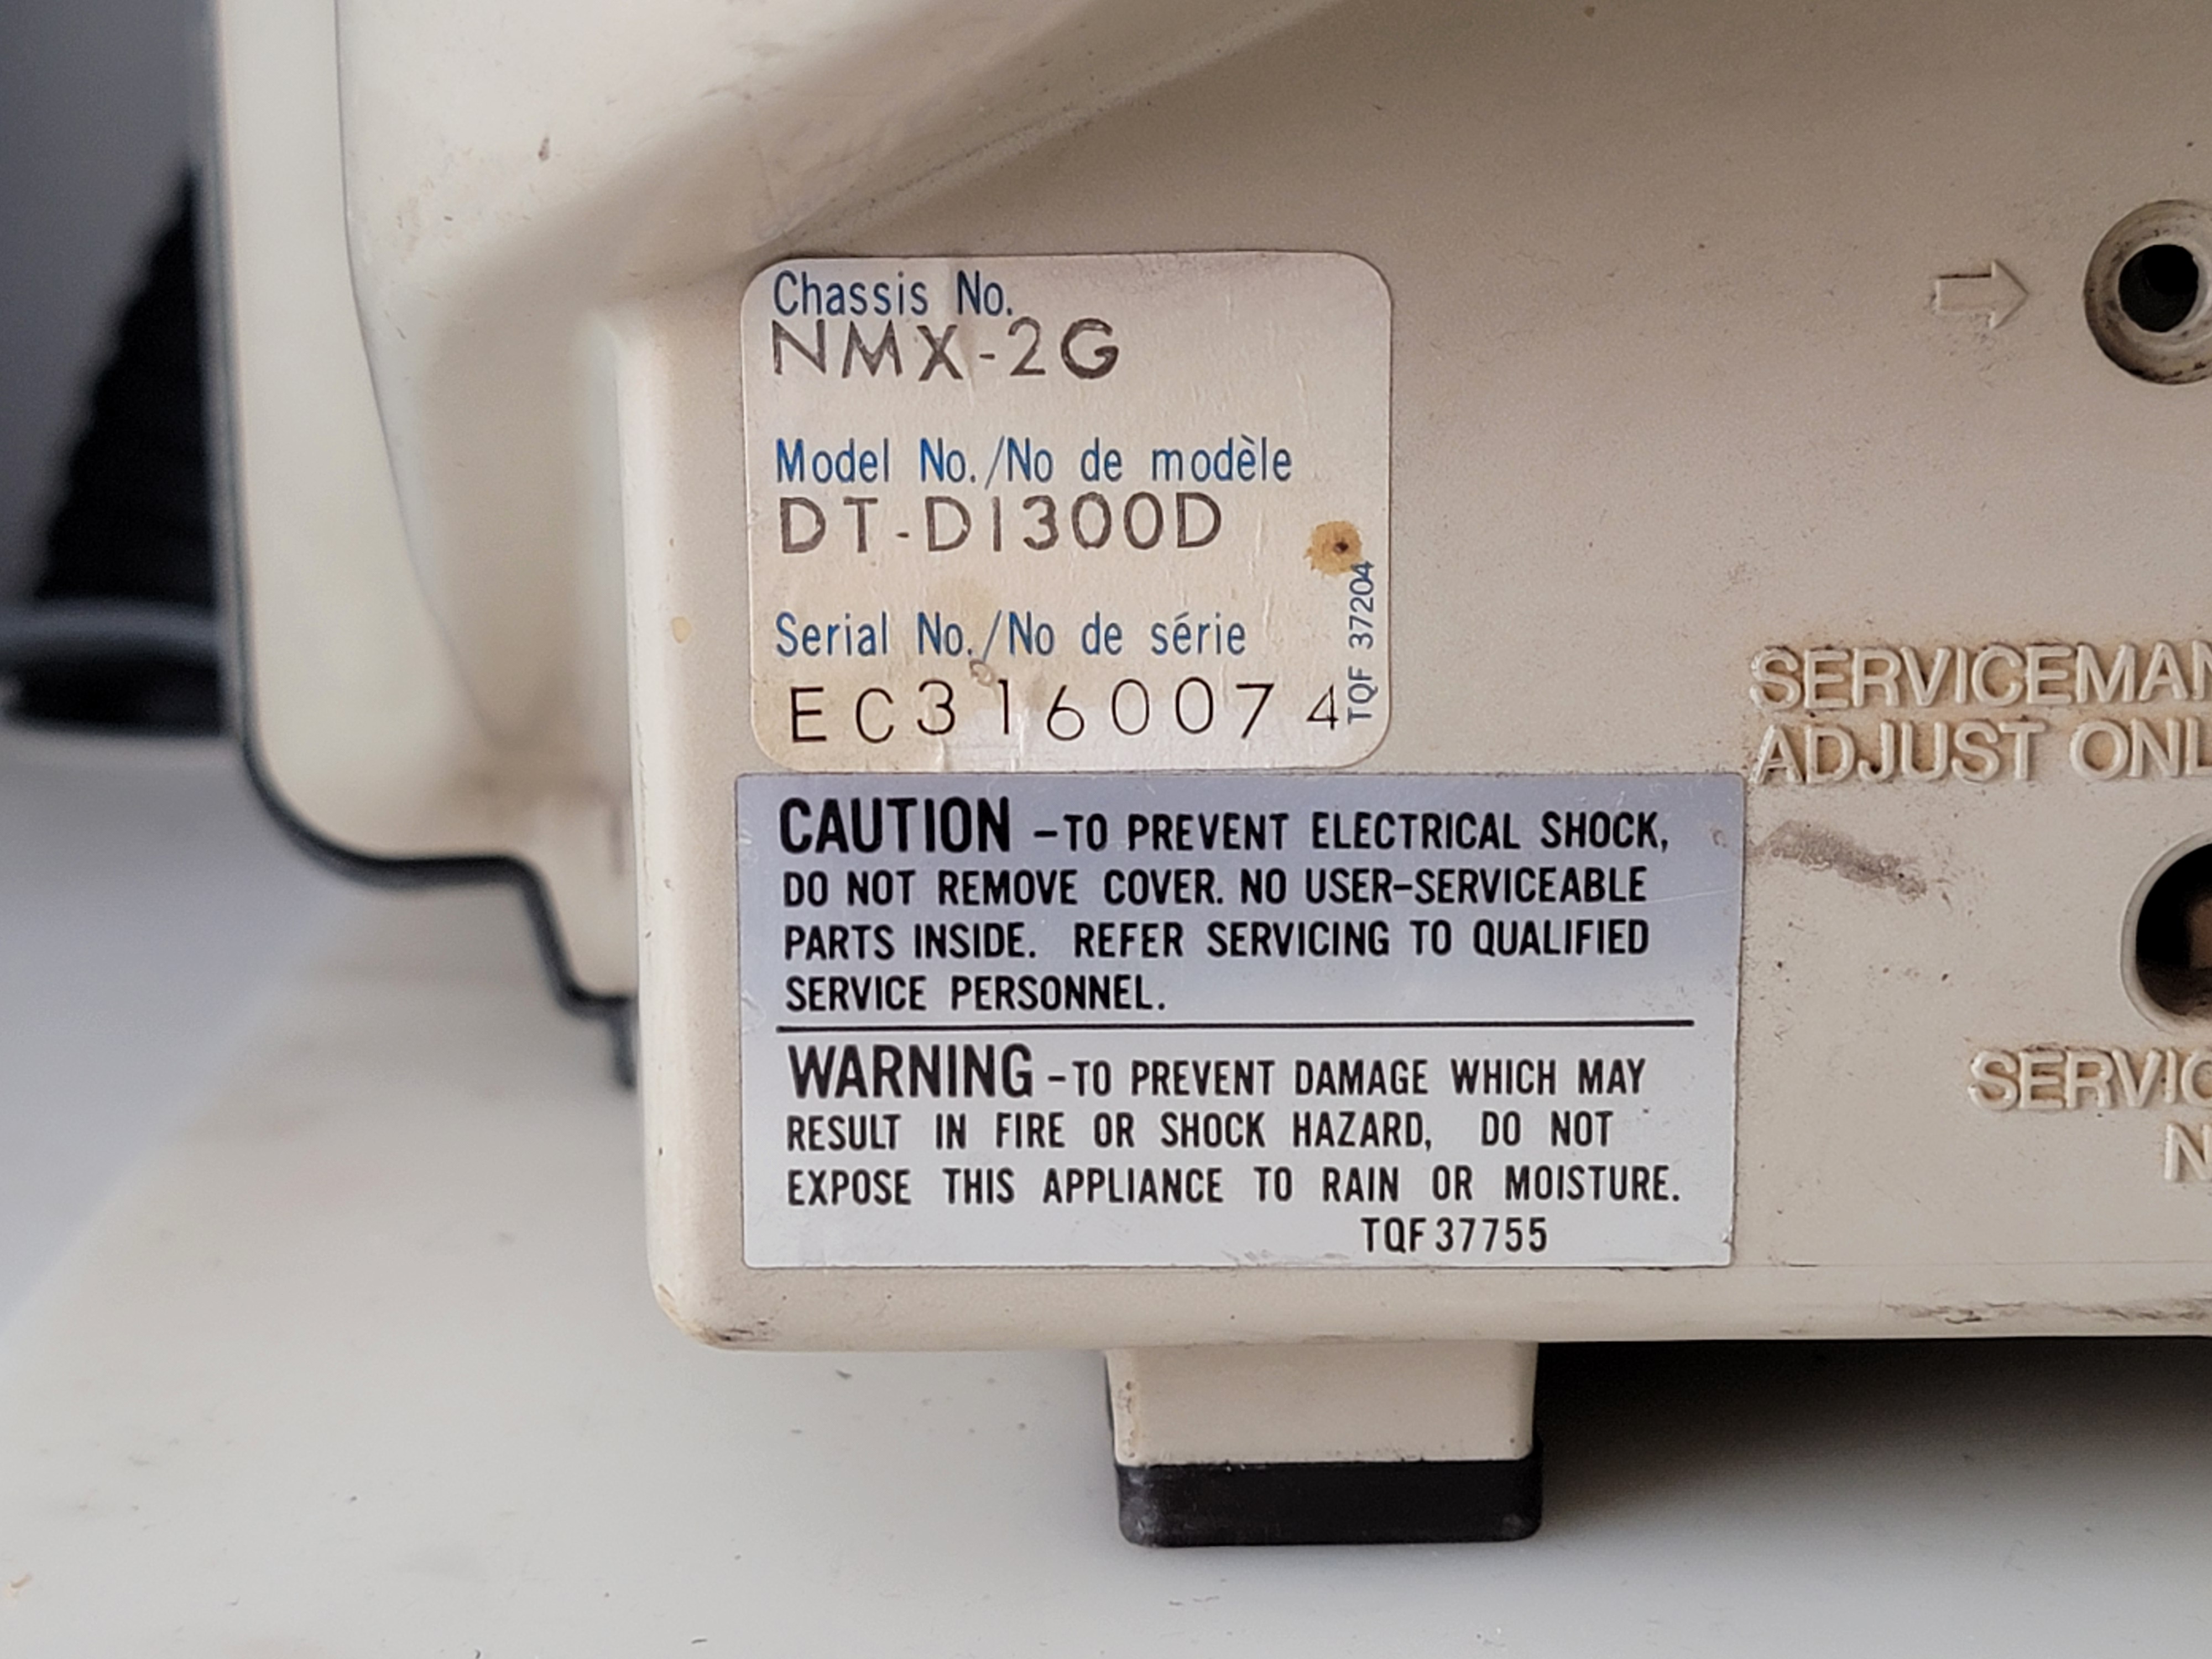 Chassis No.
NMX-2G
Model No./No de modèle
DT-D1300D
Serial No./No de série
EC3160074
TQF 37204
CAUTION -TO PREVENT ELECTRICAL SHOCK,
DO NOT REMOVE COVER. NO USER-SERVICEABLE
PARTS INSIDE. REFER SERVICING TO QUALIFIED
SERVICE PERSONNEL.
WARNING -TO PREVENT DAMAGE WHICH MAY
RESULT IN FIRE OR SHOCK HAZARD, DO NOT
EXPOSE THIS APPLIANCE TO RAIN OR MOISTURE.
TQF37755
SERVICEMAN
ADJUST